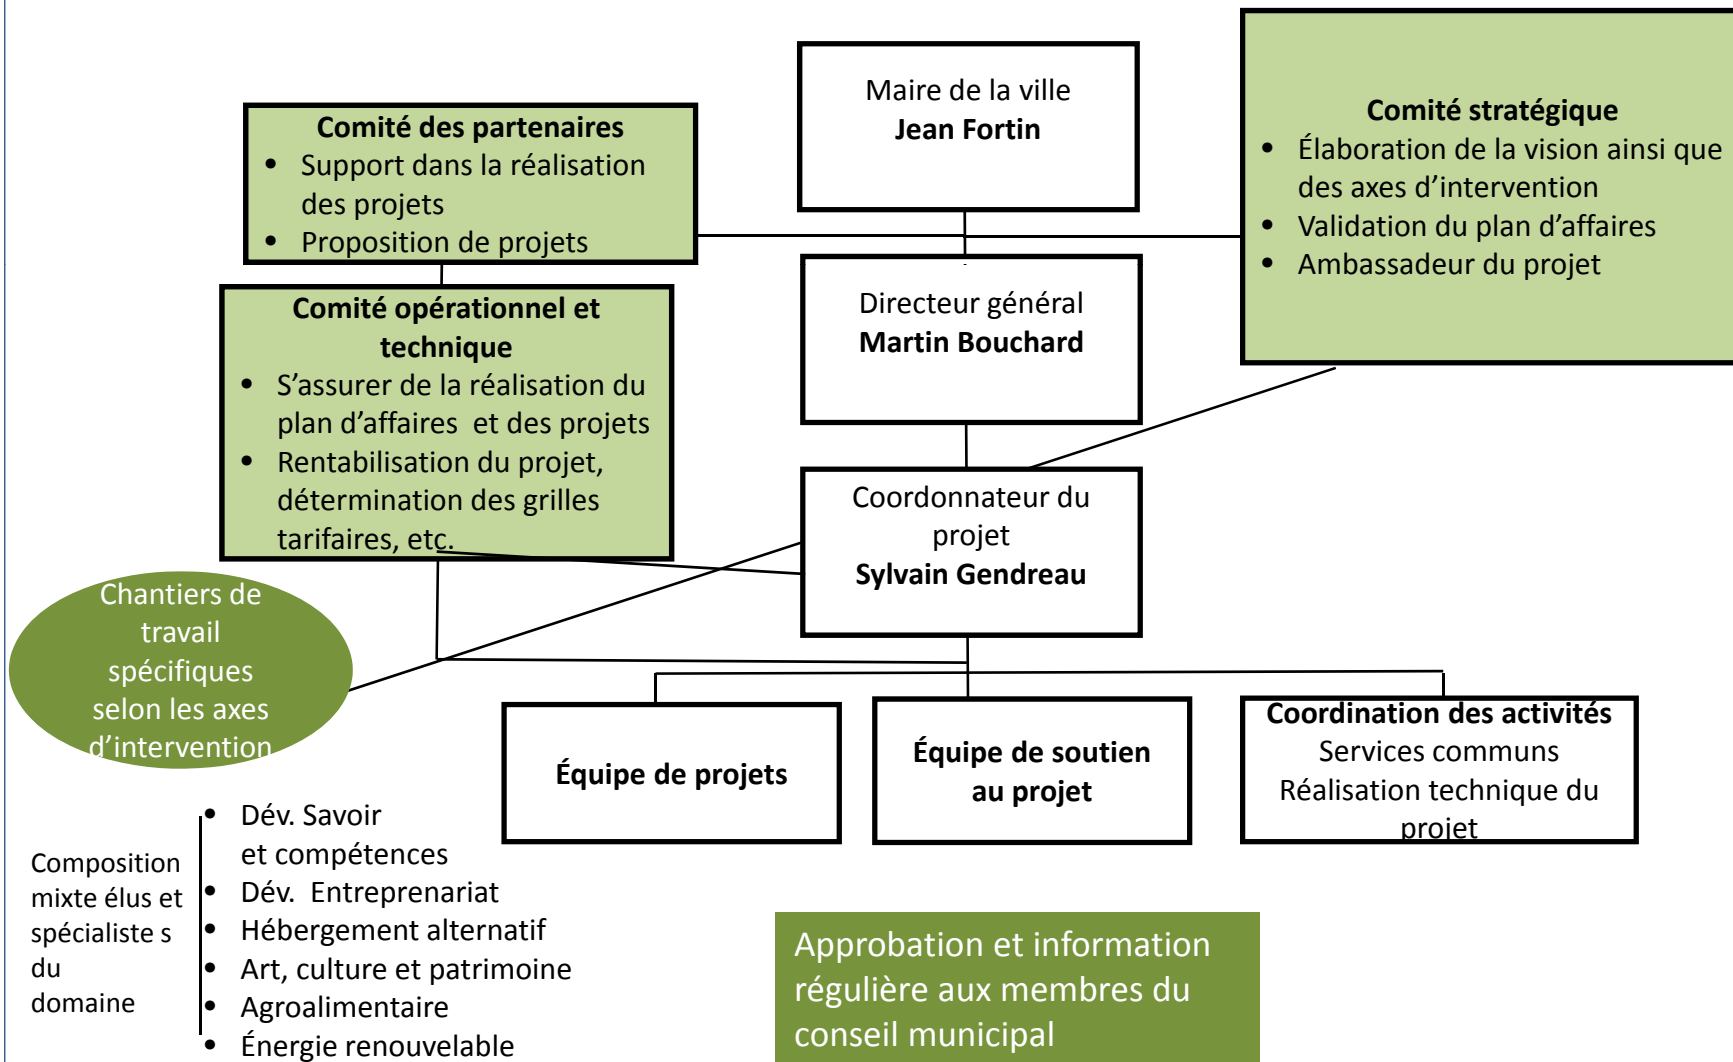 Maire de la ville
Jean Fortin
Comité des partenaires
• Support dans la réalisation
des projets
• Proposition de projets
Comité stratégique
• Élaboration de la vision ainsi que
des axes d’intervention
• Validation du plan d’affaires
• Ambassadeur du projet
Directeur général
Martin Bouchard
Comité opérationnel et
technique
• S’assurer de la réalisation du
plan d’affaires et des projets
• Rentabilisation du projet,
détermination des grilles
tarifaires, etc.
Coordonnateur du
projet
Sylvain Gendreau
Chantiers de
travail
spécifiques
selon les axes
d’intervention
Équipe de projets
Équipe de soutien
au projet
Coordination des activités
Services communs
Réalisation technique du
projet
Composition
mixte élus et
spécialiste s
du
domaine
• Dév. Savoir
et compétences
• Dév. Entreprenariat
• Hébergement alternatif
• Art, culture et patrimoine
• Agroalimentaire
• Énergie renouvelable
Approbation et information
régulière aux membres du
conseil municipal